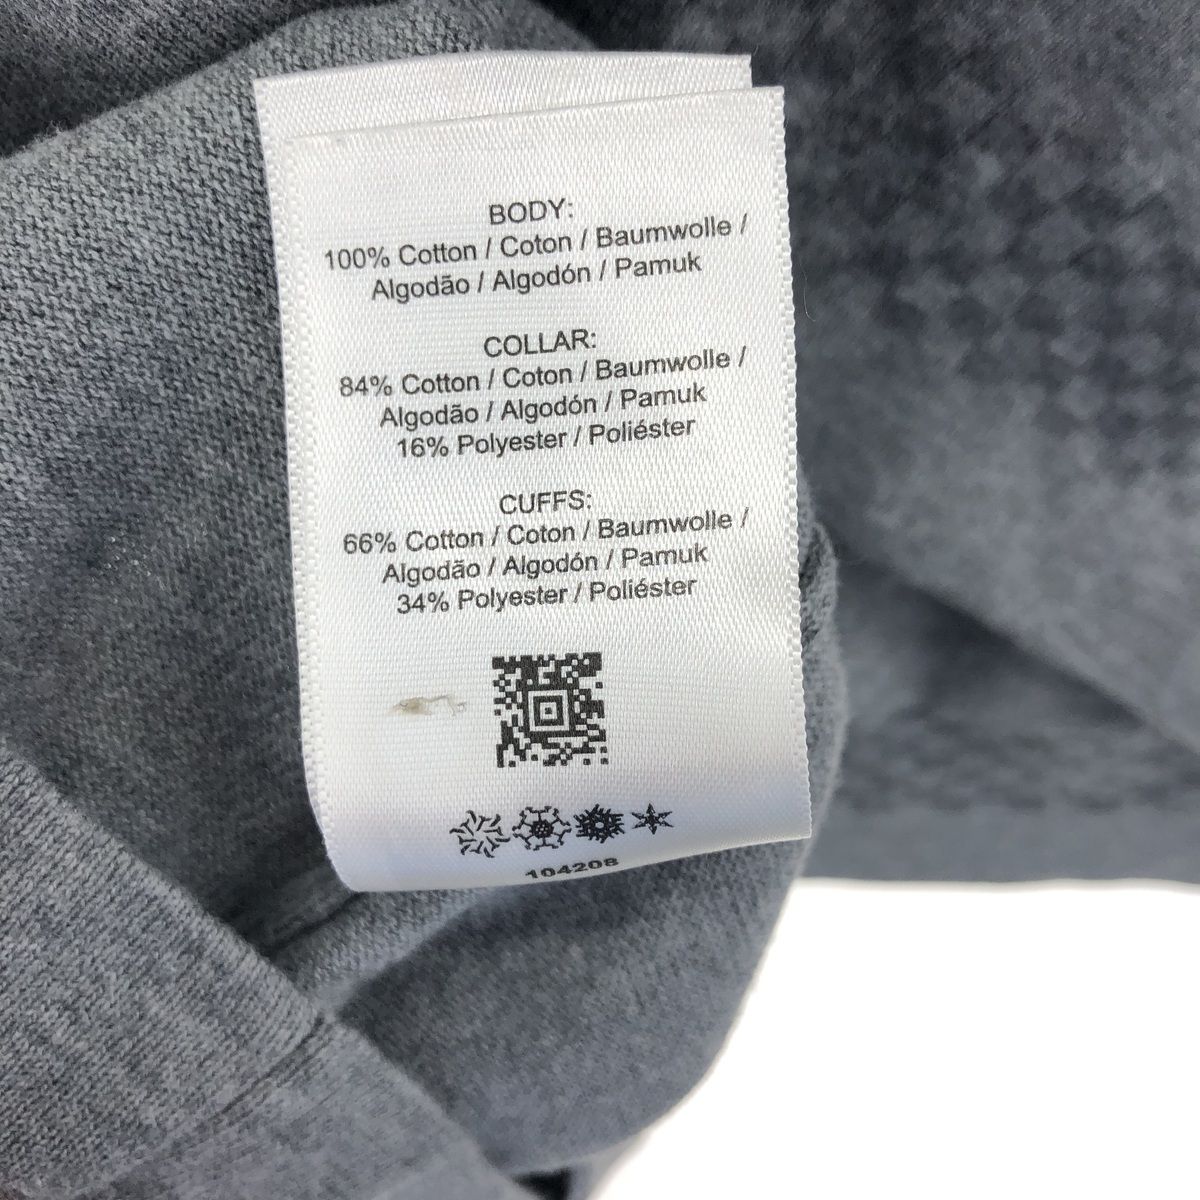 BODY:
100% Cotton / Coton / Baumwolle /
Algodão / Algodón / Pamuk
COLLAR:
84% Cotton / Coton / Baumwolle /
Algodão / Algodón / Pamuk
16% Polyester / Poliéster
CUFFS:
66% Cotton / Coton / Baumwolle /
Algodão / Algodón / Pamuk
34% Polyester / Poliéster
104208